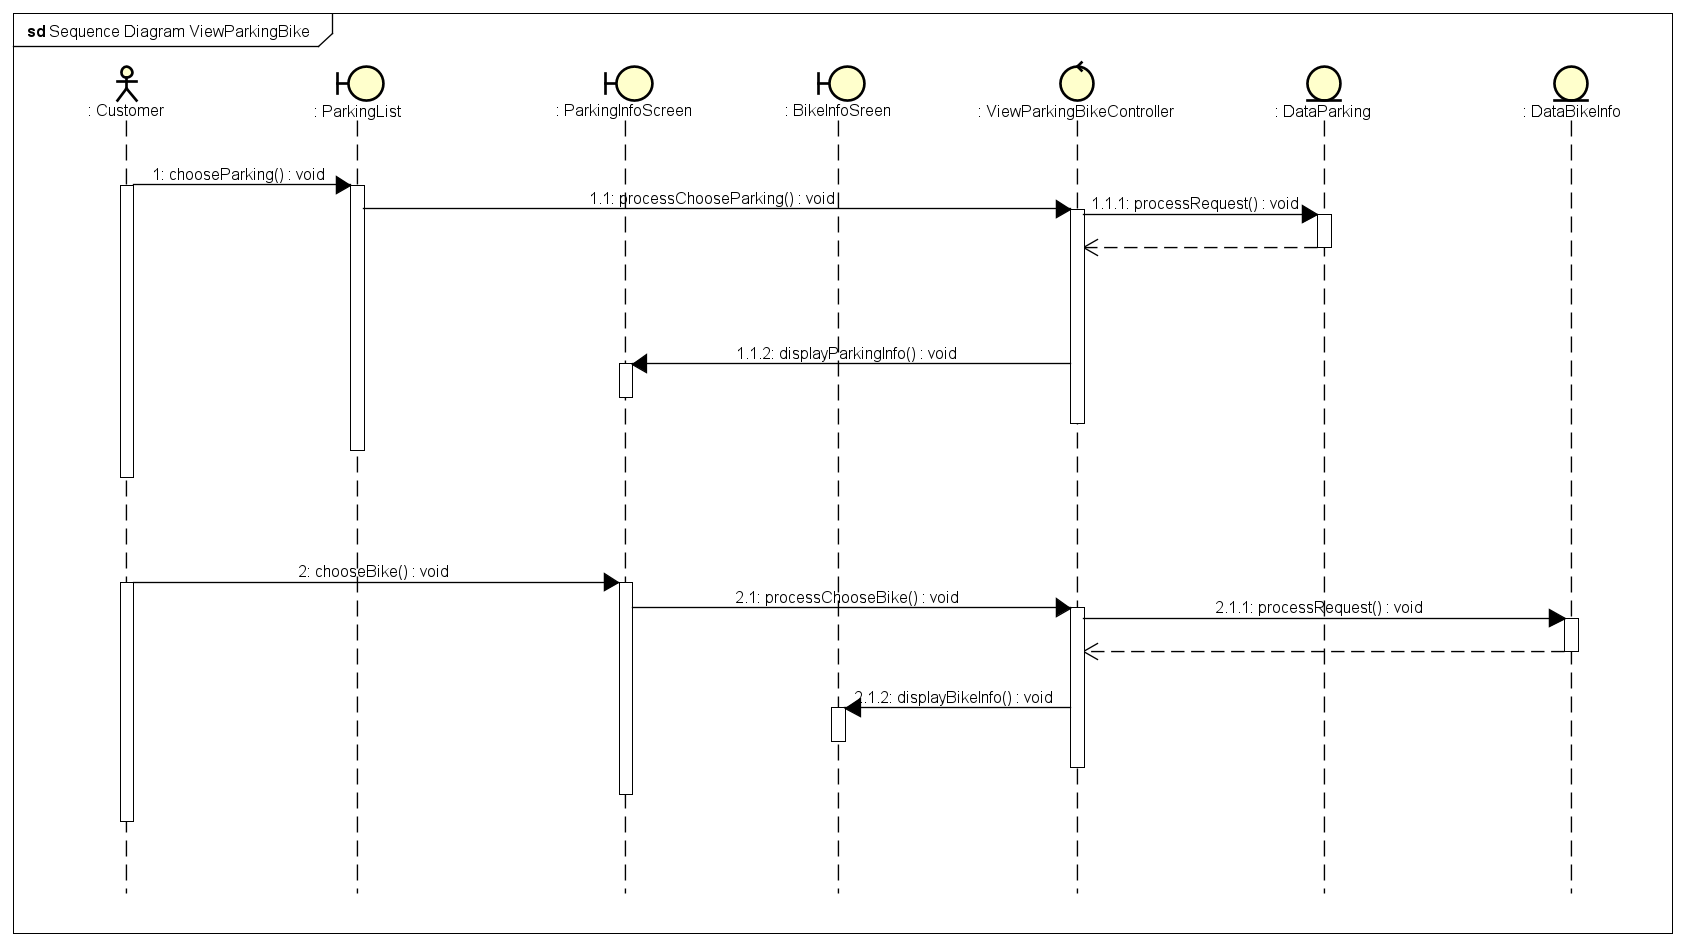 sd Sequence Diagram ViewParkingBike
: Customer
: ParkingList
: ParkingInfoScreen
: BikeInfoSreen
: ViewParkingBikeController
: DataParking
: DataBikeInfo
1: chooseParking() : void
1.1: processChooseParking() : void
1.1.1: processRequest() : void
1.1.2: displayParkingInfo() : void
2: chooseBike() : void
2.1: processChooseBike() : void
2.1.1: processRequest() : void
2.1.2: displayBikeInfo() : void